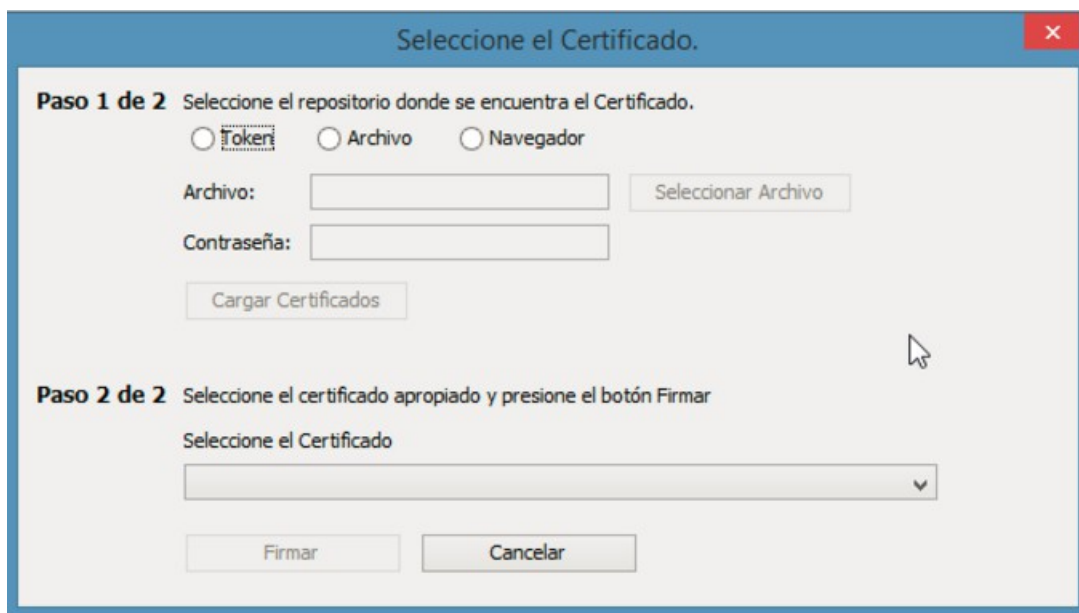 Seleccione el Certificado.
Paso 1 de 2 Seleccione el repositorio donde se encuentra el Certificado.
Token Archivo Navegador
Archivo: Seleccionar Archivo
Contraseña:
Cargar Certificados
Paso 2 de 2 Seleccione el certificado apropiado y presione el botón Firmar
Seleccione el Certificado
Firmar Cancelar